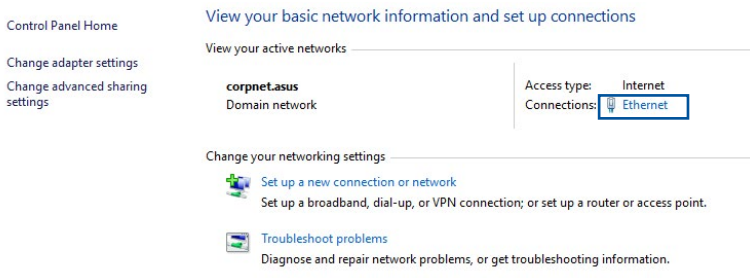 Control Panel Home
Change adapter settings
Change advanced sharing
settings
View your basic network information and set up connections
View your active networks
corpnet.asus
Domain network
Access type: Internet
Connections: Ethernet
Change your networking settings
Set up a new connection or network
Set up a broadband, dial-up, or VPN connection; or set up a router or access point.
Troubleshoot problems
Diagnose and repair network problems, or get troubleshooting information.